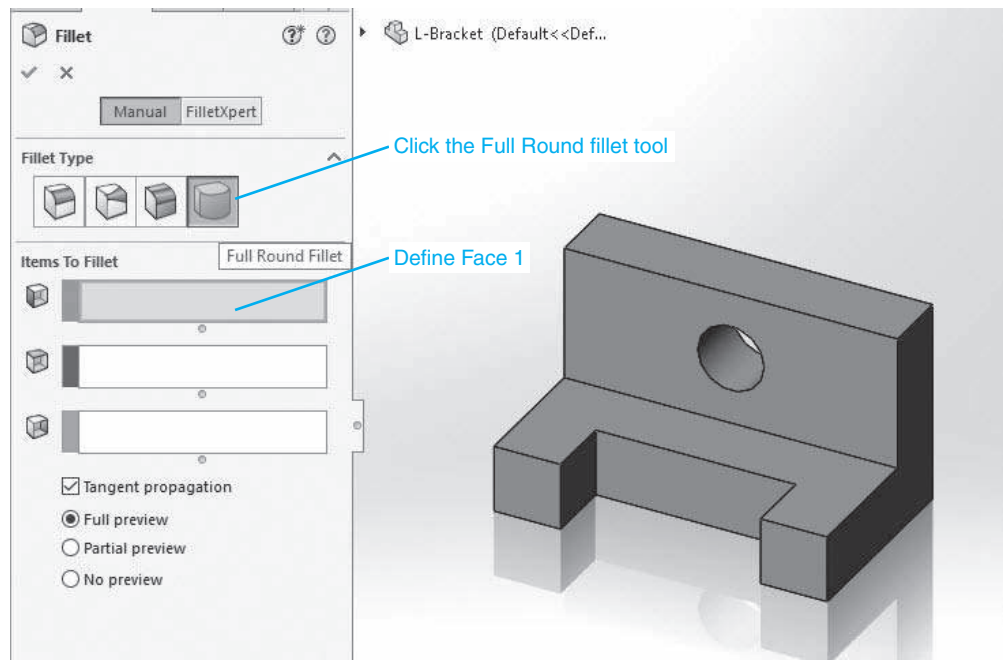 Fillet
L-Bracket (Default<<Def...
Manual FilletXpert
Click the Full Round fillet tool
Fillet Type
Full Round Fillet
Items To Fillet
Define Face 1
Tangent propagation
Full preview
Partial preview
No preview